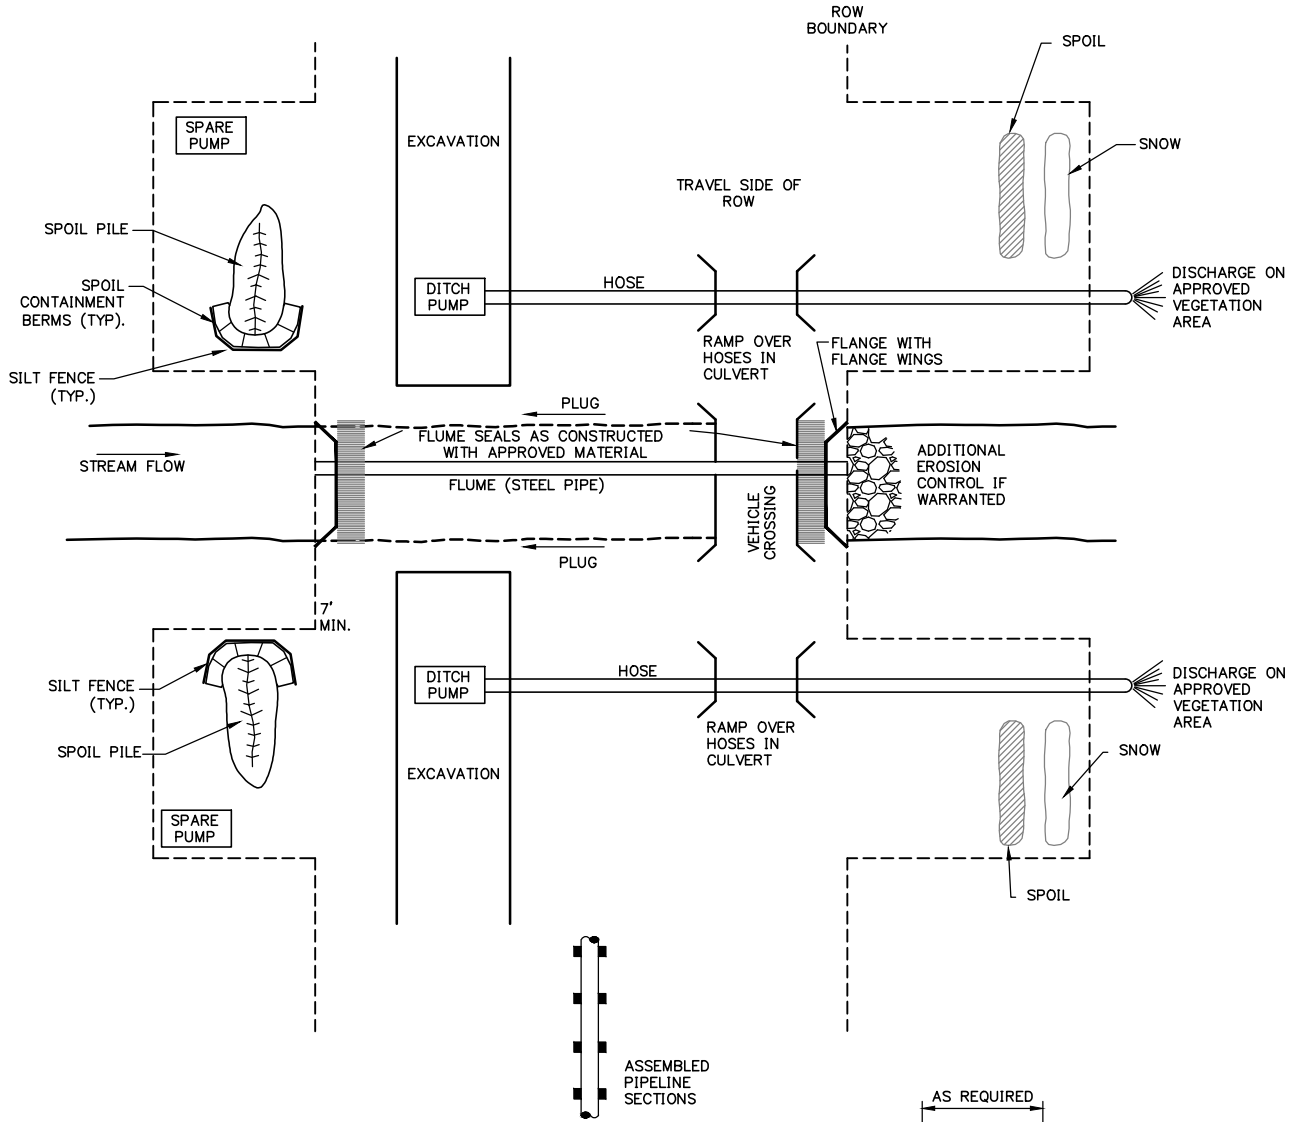 ROW
BOUNDARY
SPOIL
SPARE
PUMP
EXCAVATION
SNOW
TRAVEL SIDE OF
ROW
SPOIL PILE
SPOIL
CONTAINMENT
BERMS (TYP).
DITCH
PUMP
HOSE
DISCHARGE ON
APPROVED
VEGETATION
AREA
RAMP OVER
HOSES IN
CULVERT
FLANGE WITH
FLANGE WINGS
SILT FENCE
(TYP.)
PLUG
FLUME SEALS AS CONSTRUCTED
WITH APPROVED MATERIAL
STREAM FLOW
FLUME (STEEL PIPE)
VEHICLE
CROSSING
ADDITIONAL
EROSION
CONTROL IF
WARRANTED
PLUG
7'
MIN.
SILT FENCE
(TYP.)
SPOIL PILE
DITCH
PUMP
HOSE
DISCHARGE ON
APPROVED
VEGETATION
AREA
RAMP OVER
HOSES IN
CULVERT
SNOW
EXCAVATION
SPARE
PUMP
SPOIL
ASSEMBLED
PIPELINE
SECTIONS
AS REQUIRED